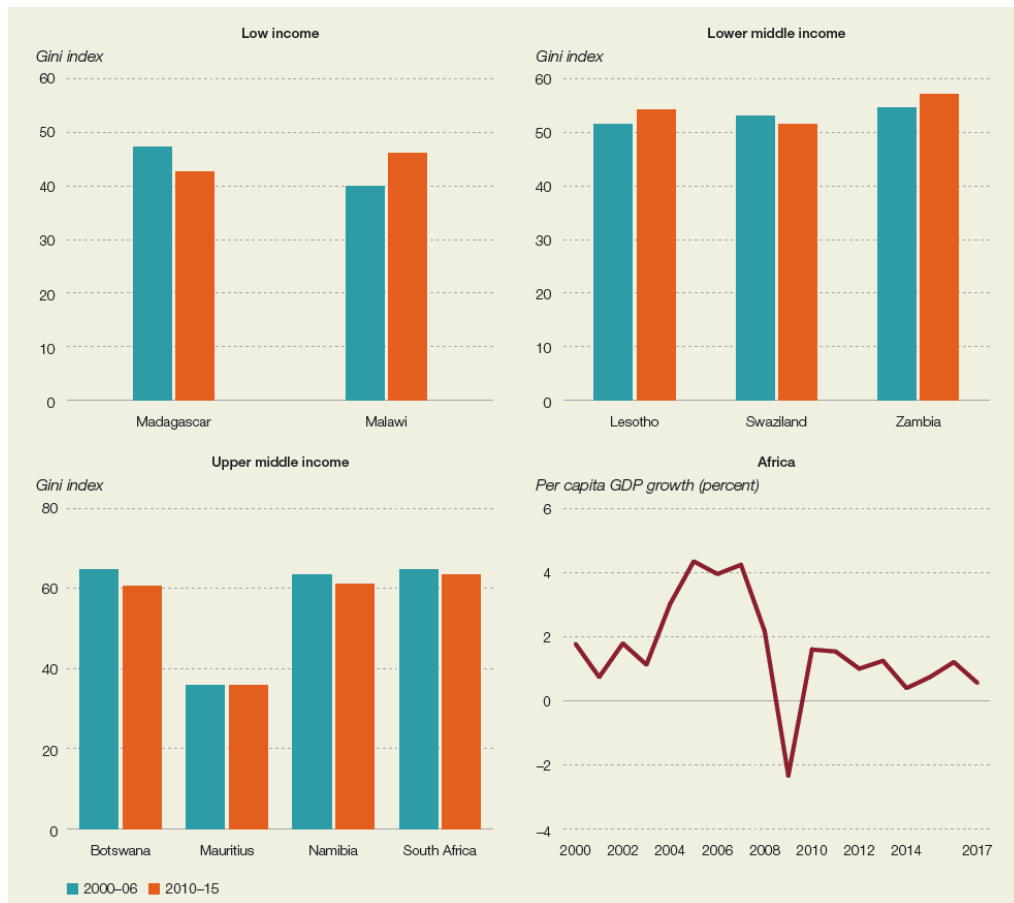 Low income
Gini index
60
50
40
30
20
10
0
Madagascar Malawi
Lower middle income
Gini index
60
50
40
30
20
10
0
Lesotho Swaziland Zambia
Upper middle income
Gini index
80
60
40
20
0
Botswana Mauritius Namibia South Africa
Africa
Per capita GDP growth (percent)
6
4
2
0
–2
–4
2000 2002 2004 2006 2008 2010 2012 2014 2017
2000–06 2010–15